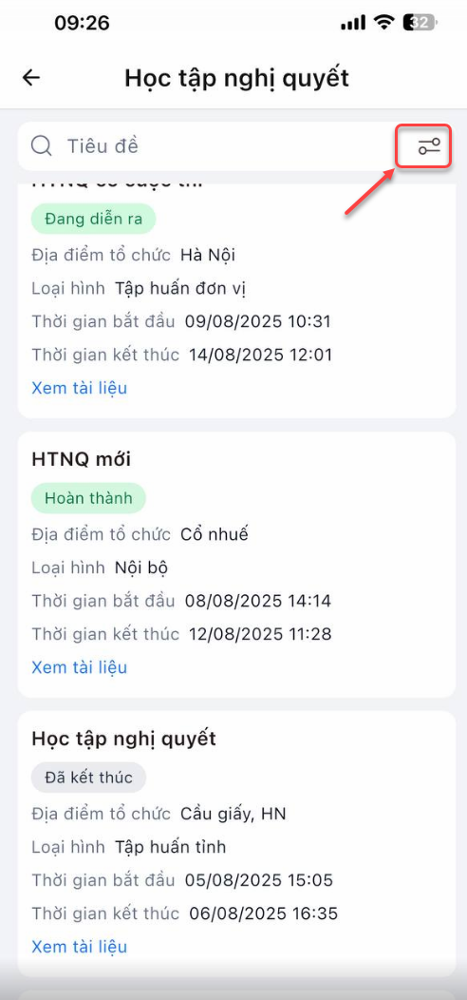 09:26
32
Học tập nghị quyết
Tiêu đề
Đang diễn ra
Địa điểm tổ chức Hà Nội
Loại hình Tập huấn đơn vị
Thời gian bắt đầu 09/08/2025 10:31
Thời gian kết thúc 14/08/2025 12:01
Xem tài liệu
HTNQ mới
Hoàn thành
Địa điểm tổ chức Cổ nhuế
Loại hình Nội bộ
Thời gian bắt đầu 08/08/2025 14:14
Thời gian kết thúc 12/08/2025 11:28
Xem tài liệu
Học tập nghị quyết
Đã kết thúc
Địa điểm tổ chức Cầu giấy, HN
Loại hình Tập huấn tỉnh
Thời gian bắt đầu 05/08/2025 15:05
Thời gian kết thúc 06/08/2025 16:35
Xem tài liệu